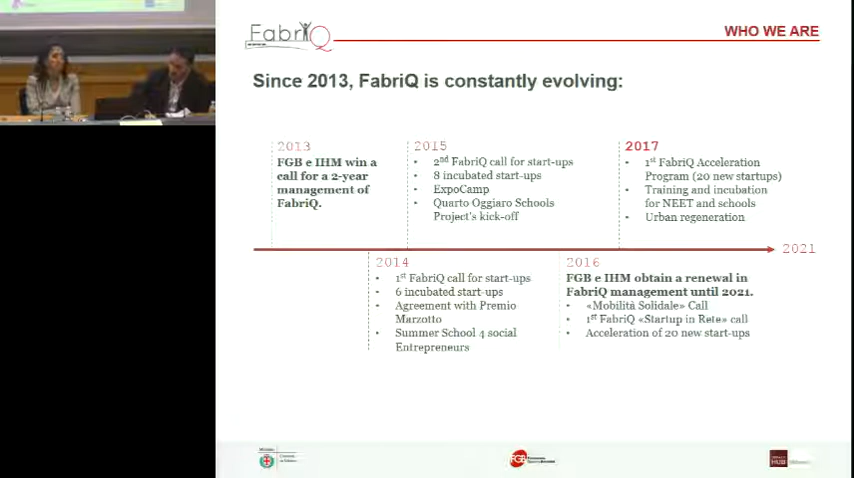 FabriQ
WHO WE ARE
Since 2013, FabriQ is constantly evolving:
2013
FGB e IHM win a
call for a 2-year
management of
FabriQ.
2015
• 2nd FabriQ call for start-ups
• 8 incubated start-ups
• ExpoCamp
• Quarto Oggiaro Schools
Project's kick-off
2017
• 1st FabriQ Acceleration
Program (20 new startups)
• Training and incubation
for NEET and schools
• Urban regeneration
2021
2014
• 1st FabriQ call for start-ups
• 6 incubated start-ups
• Agreement with Premio
Marzotto
• Summer School 4 social
Entrepreneurs
2016
FGB e IHM obtain a renewal in
FabriQ management until 2021.
• «Mobilità Solidale» Call
• 1st FabriQ «Startup in Rete» call
• Acceleration of 20 new start-ups
FGB
HUB